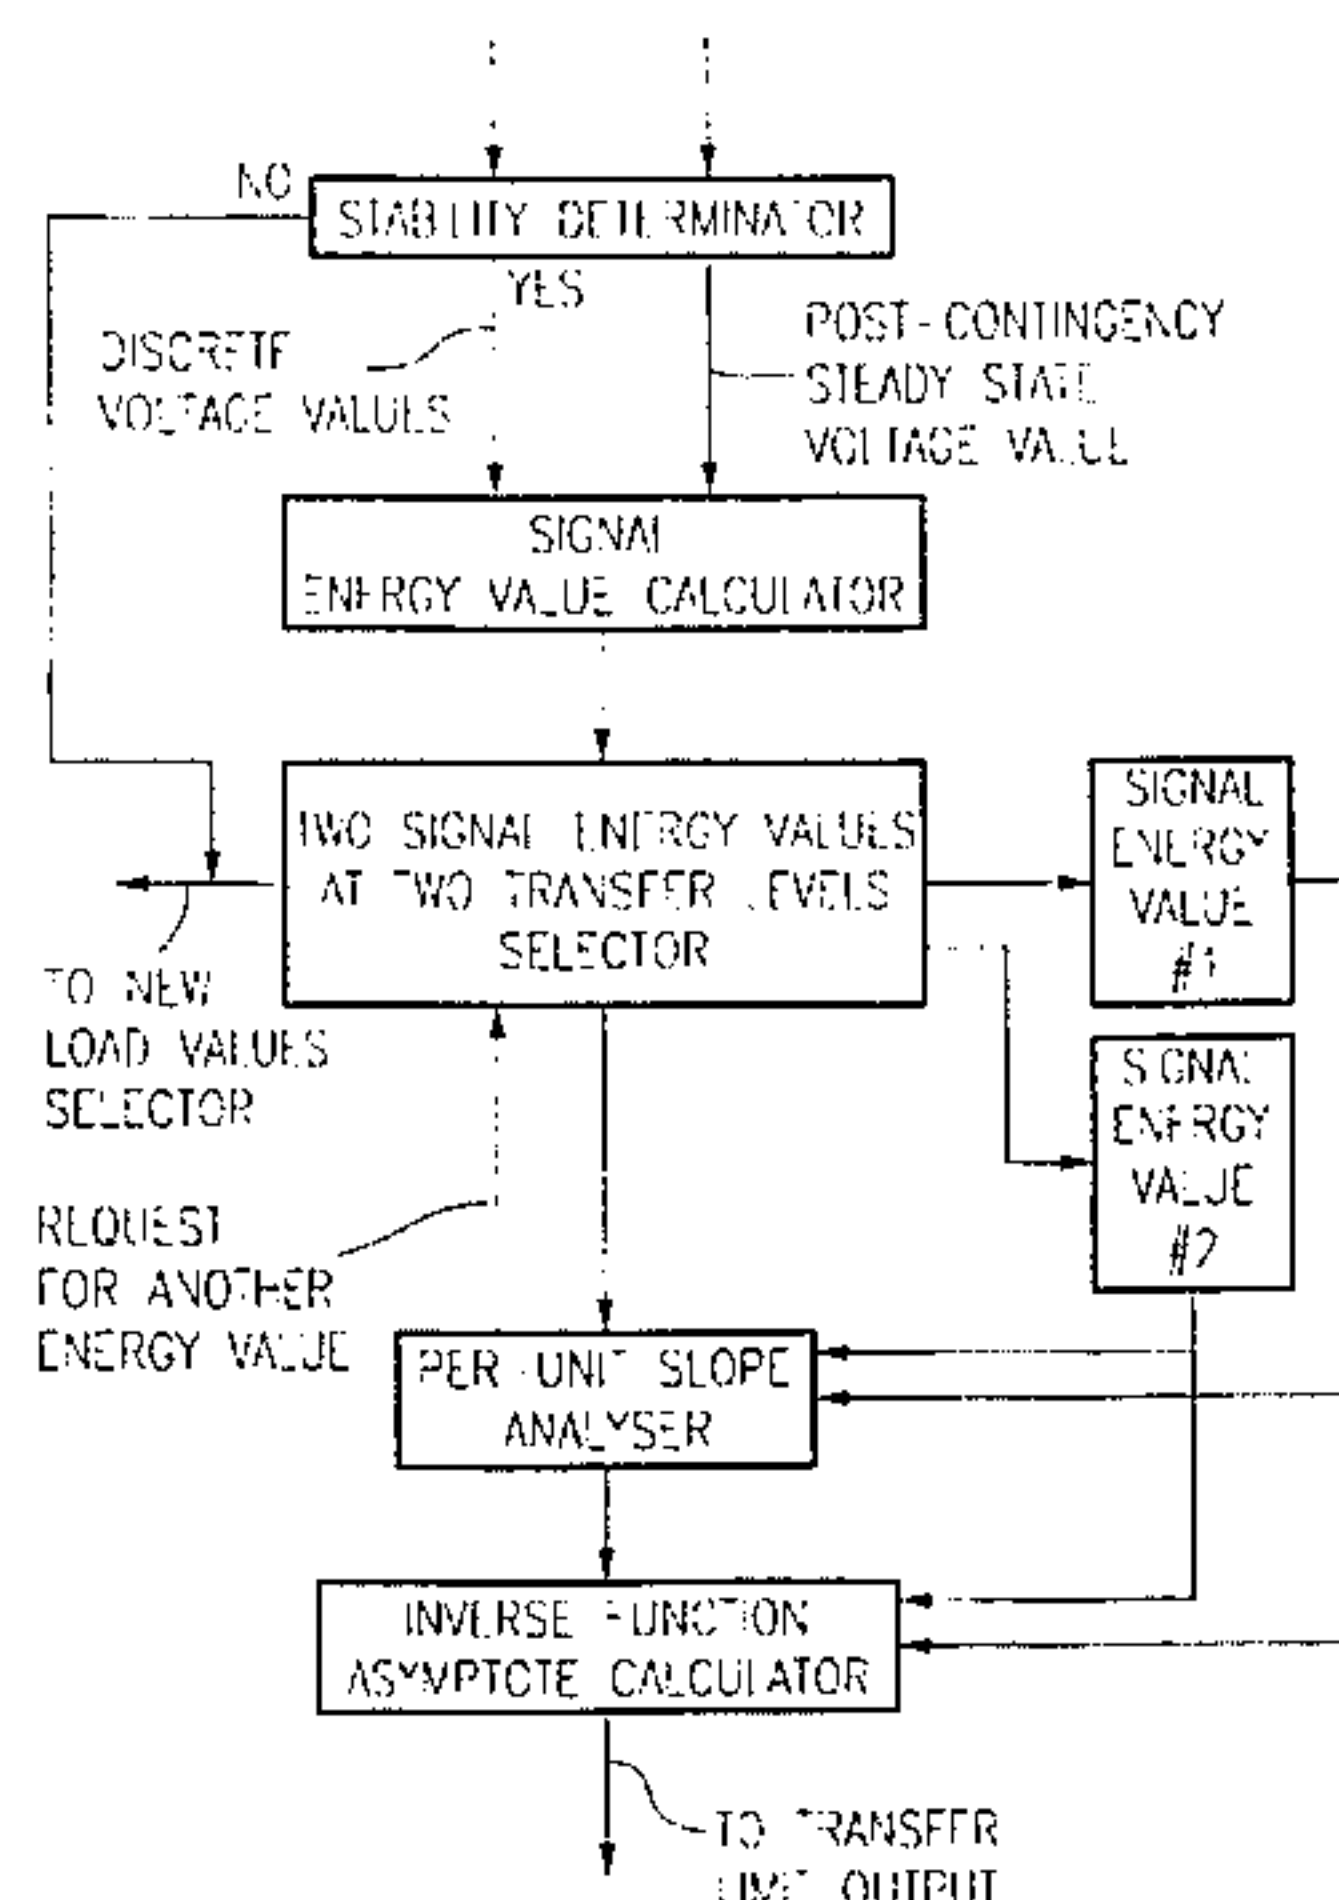 NO
STABILITY DETERMINATOR
YES
DISCRETE
VOLTAGE VALUES
POST-CONTINGENCY
STEADY STATE
VOLTAGE VALUE
SIGNAL
ENERGY VALUE CALCULATOR
TWO SIGNAL ENERGY VALUES
AT TWO TRANSFER LEVELS
SELECTOR
SIGNAL
ENERGY
VALUE
#1
TO NEW
LOAD VALUES
SELECTOR
SIGNAL
ENERGY
VALUE
#2
REQUEST
FOR ANOTHER
ENERGY VALUE
PER-UNIT SLOPE
ANALYSER
INVERSE FUNCTION
ASYMPTOTE CALCULATOR
TO TRANSFER
LIMIT OUTPUT